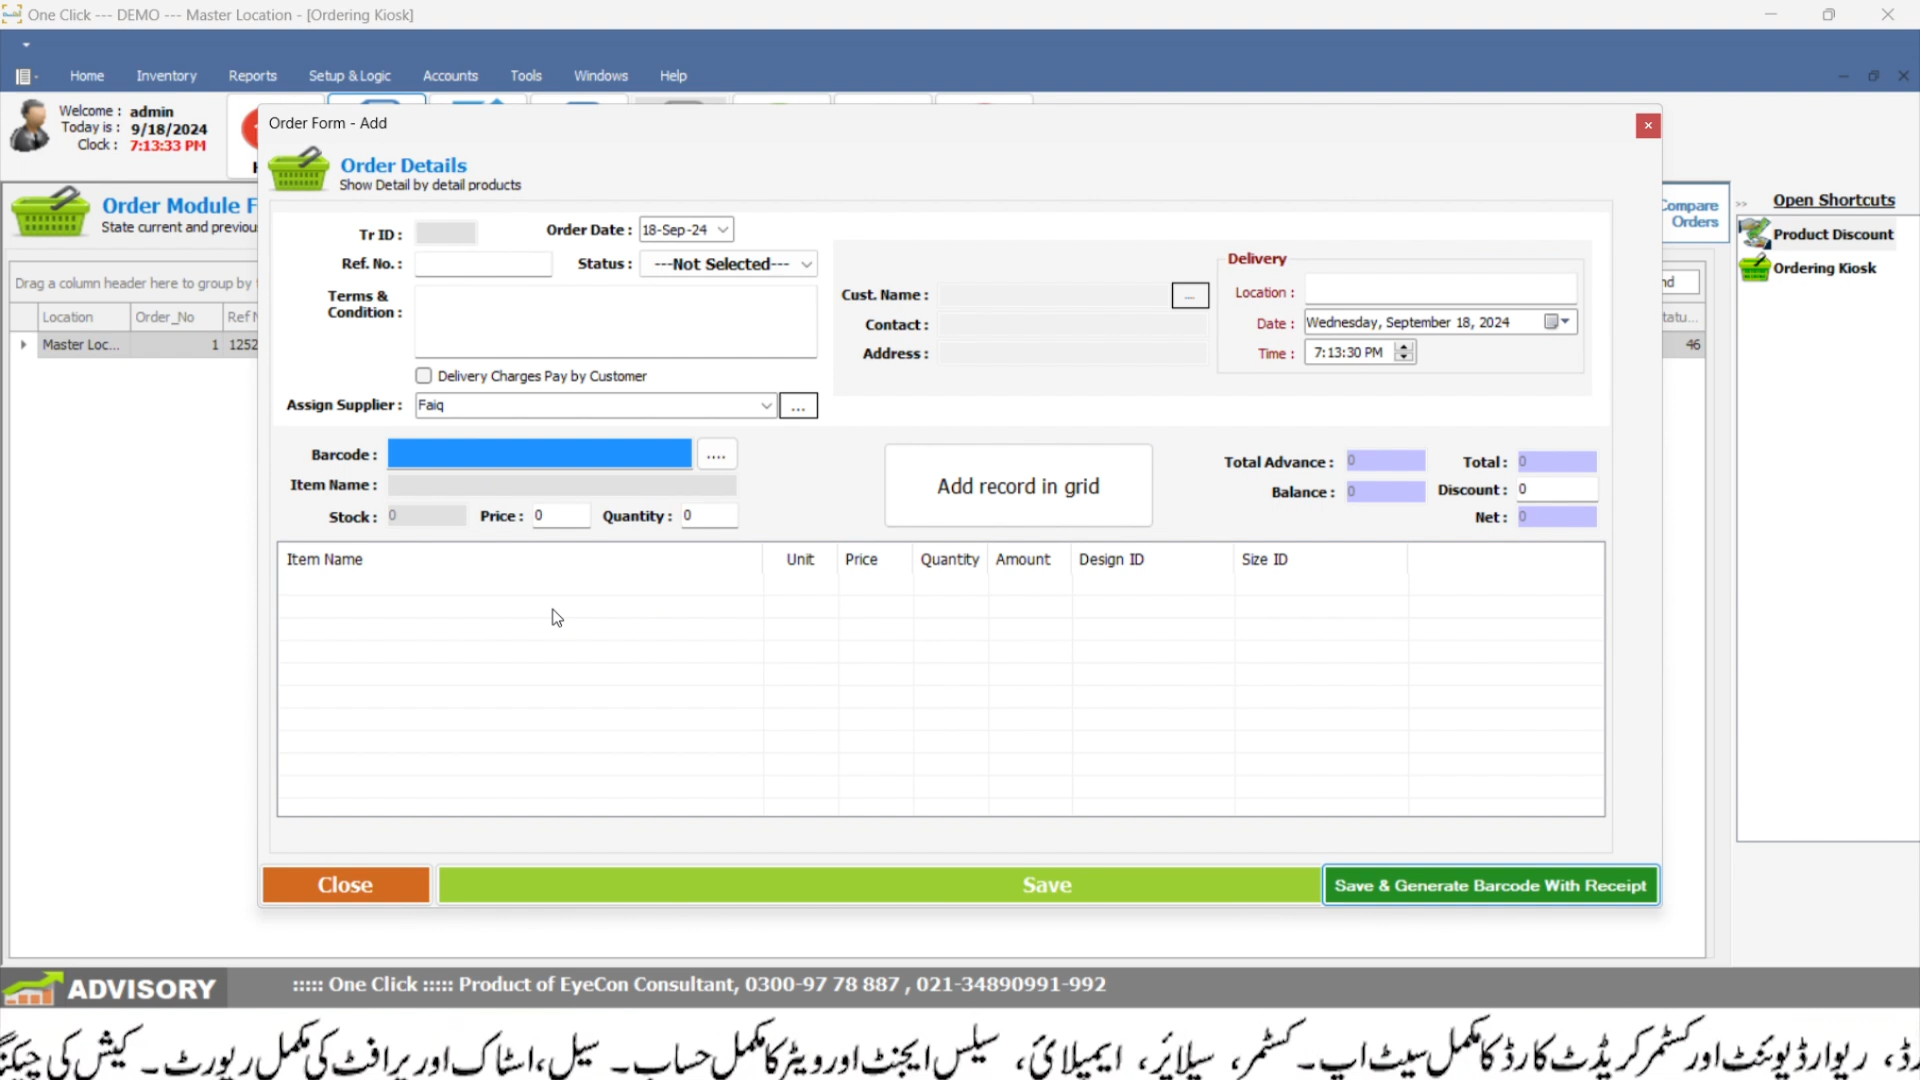 One Click --- DEMO --- Master Location - [Ordering Kiosk]
Home Inventory Reports Setup & Logic Accounts Tools Windows Help
Welcome : admin
Today is : 9/18/2024
Clock : 7:13:33 PM
Order Form - Add
Order Details
Show Detail by detail products
Order Module F
State current and previou
Compare
Orders
Open Shortcuts
Product Discount
Ordering Kiosk
Drag a column header here to group by
Location Order_No Ref
Master Loc... 1 1252
nd
tatu...
46
Tr ID :
Order Date : 18-Sep-24
Ref. No. :
Status : ---Not Selected---
Terms &
Condition :
Delivery Charges Pay by Customer
Assign Supplier : Faiq ...
Cust. Name : ...
Contact :
Address :
Delivery
Location :
Date : Wednesday, September 18, 2024
Time : 7:13:30 PM
Barcode : ....
Item Name :
Stock : 0 Price : 0 Quantity : 0
Add record in grid
Total Advance : 0 Total : 0
Balance : 0 Discount : 0
Net : 0
Item Name Unit Price Quantity Amount Design ID Size ID
Close Save Save & Generate Barcode With Receipt
ADVISORY ::::: One Click ::::: Product of EyeCon Consultant, 0300-97 78 887 , 021-34890991-992
رڈ، ریوارڈ پوئنٹ اور کسٹمر کریڈٹ کارڈ کا مکمل سیٹ اپ۔ کسٹمر، سپلائر، ایمپلائی، سیلس ایجنٹ اور ویٹر کا مکمل حساب۔ سیل، اسٹاک اور پرافٹ کی مکمل رپورٹ۔ کیش کی چیکنگ